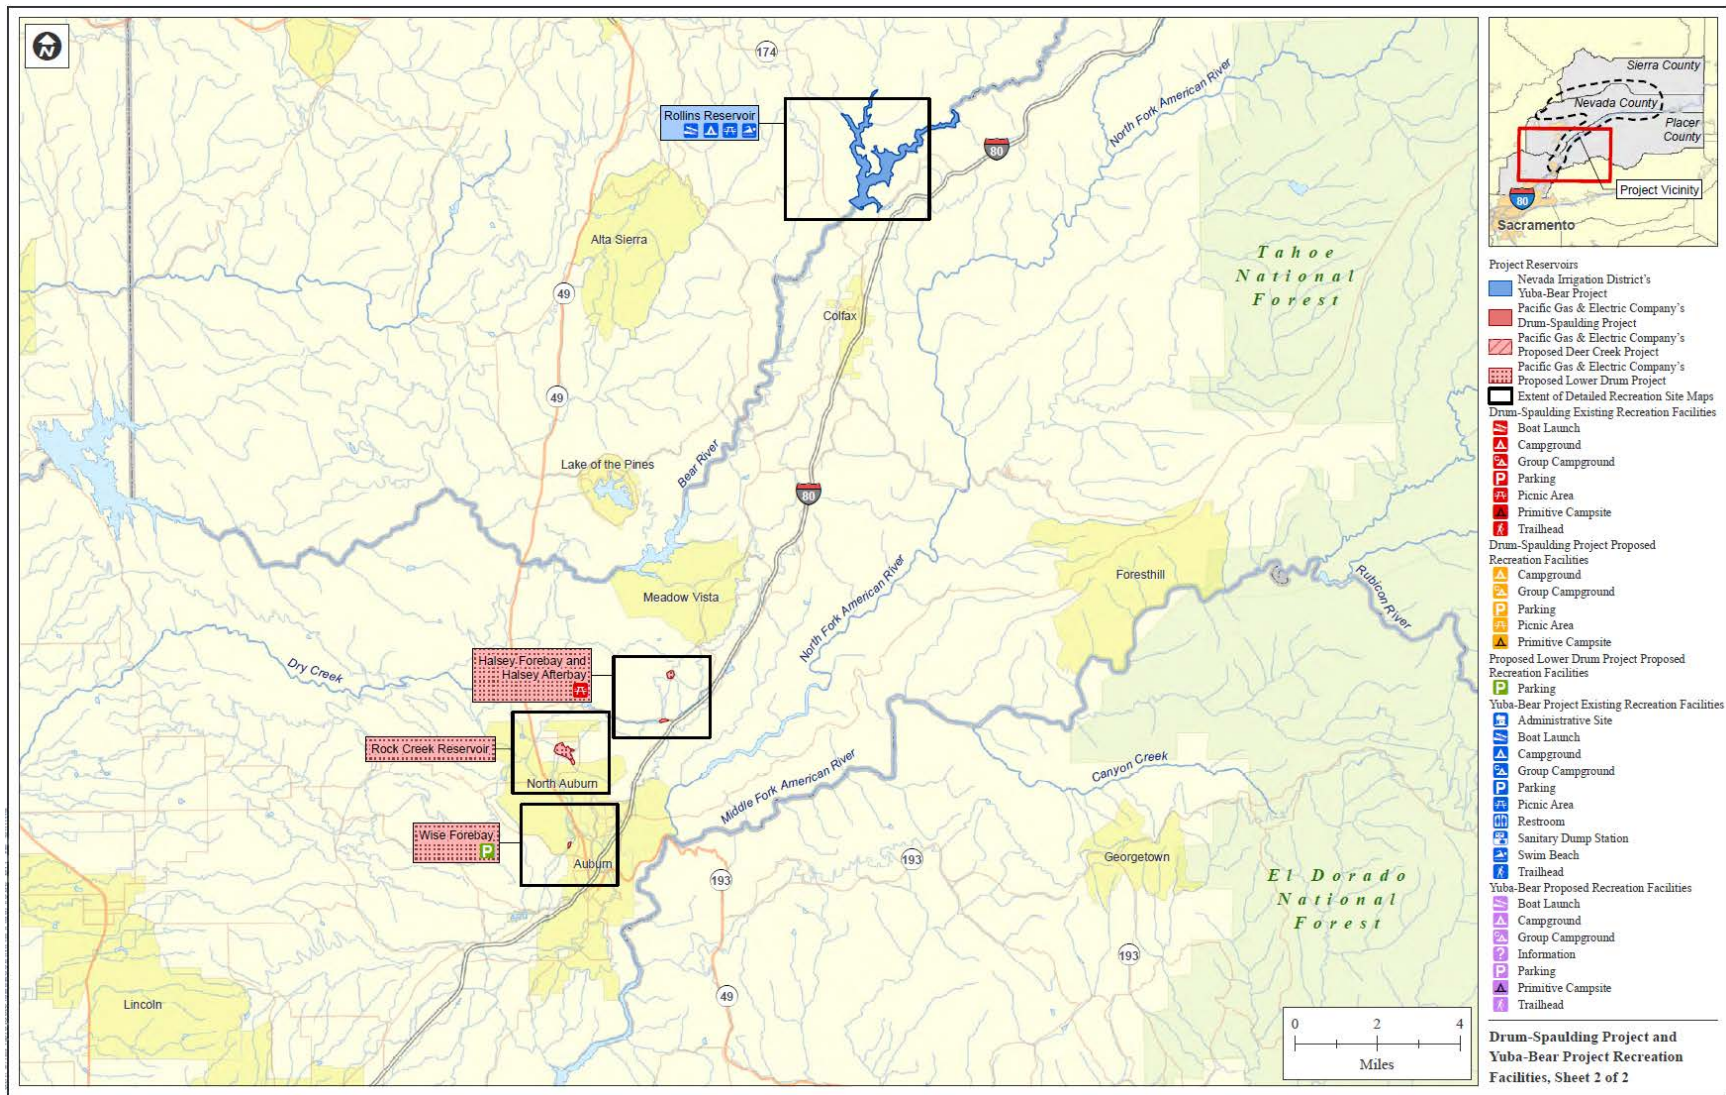 N
174
Rollins Reservoir
North Fork American River
80
Alta Sierra
Tahoe
National
Forest
49
Colfax
49
Bear River
Lake of the Pines
80
North Fork American River
Foresthill
Rubicon River
Meadow Vista
Dry Creek
Halsey Forebay and
Halsey Afterbay
Rock Creek Reservoir
North Auburn
Middle Fork American River
Canyon Creek
Wise Forebay
P
Auburn
193
193
Georgetown
El Dorado
National
Forest
193
49
Lincoln
0 2 4
Miles
Sierra County
Nevada County
Placer
County
Project Vicinity
80
Sacramento
Project Reservoirs
Nevada Irrigation District's
Yuba-Bear Project
Pacific Gas & Electric Company's
Drum-Spaulding Project
Pacific Gas & Electric Company's
Proposed Deer Creek Project
Pacific Gas & Electric Company's
Proposed Lower Drum Project
Extent of Detailed Recreation Site Maps
Drum-Spaulding Existing Recreation Facilities
Boat Launch
Campground
G Group Campground
P Parking
Picnic Area
Primitive Campsite
Trailhead
Drum-Spaulding Project Proposed
Recreation Facilities
Campground
G Group Campground
P Parking
Picnic Area
Primitive Campsite
Proposed Lower Drum Project Proposed
Recreation Facilities
P Parking
Yuba-Bear Project Existing Recreation Facilities
Administrative Site
Boat Launch
Campground
G Group Campground
P Parking
Picnic Area
Restroom
Sanitary Dump Station
Swim Beach
Trailhead
Yuba-Bear Proposed Recreation Facilities
Boat Launch
Campground
G Group Campground
? Information
P Parking
Primitive Campsite
Trailhead
Drum-Spaulding Project and
Yuba-Bear Project Recreation
Facilities, Sheet 2 of 2